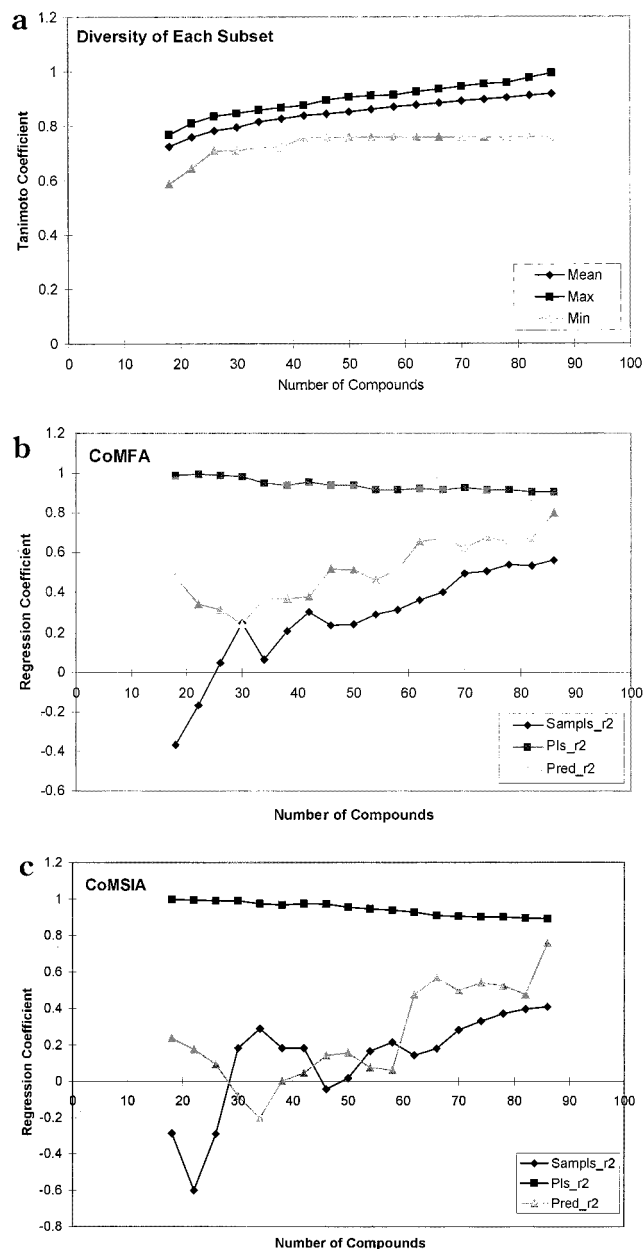 a
Diversity of Each Subset
1.2
1
0.8
0.6
0.4
0.2
0
Tanimoto Coefficient
Mean
Max
Min
0 10 20 30 40 50 60 70 80 90 100
Number of Compounds
b
CoMFA
1.2
1
0.8
0.6
0.4
0.2
0
-0.2
-0.4
-0.6
Regression Coefficient
0 10 20 30 40 50 60 70 80 90 100
Sampls_r2
Pls_r2
Pred_r2
Number of Compounds
c
CoMSIA
1.2
1
0.8
0.6
0.4
0.2
0
-0.2
-0.4
-0.6
-0.8
Regression Coefficient
0 10 20 30 40 50 60 70 80 90 100
Sampls_r2
Pls_r2
Pred_r2
Number of Compounds